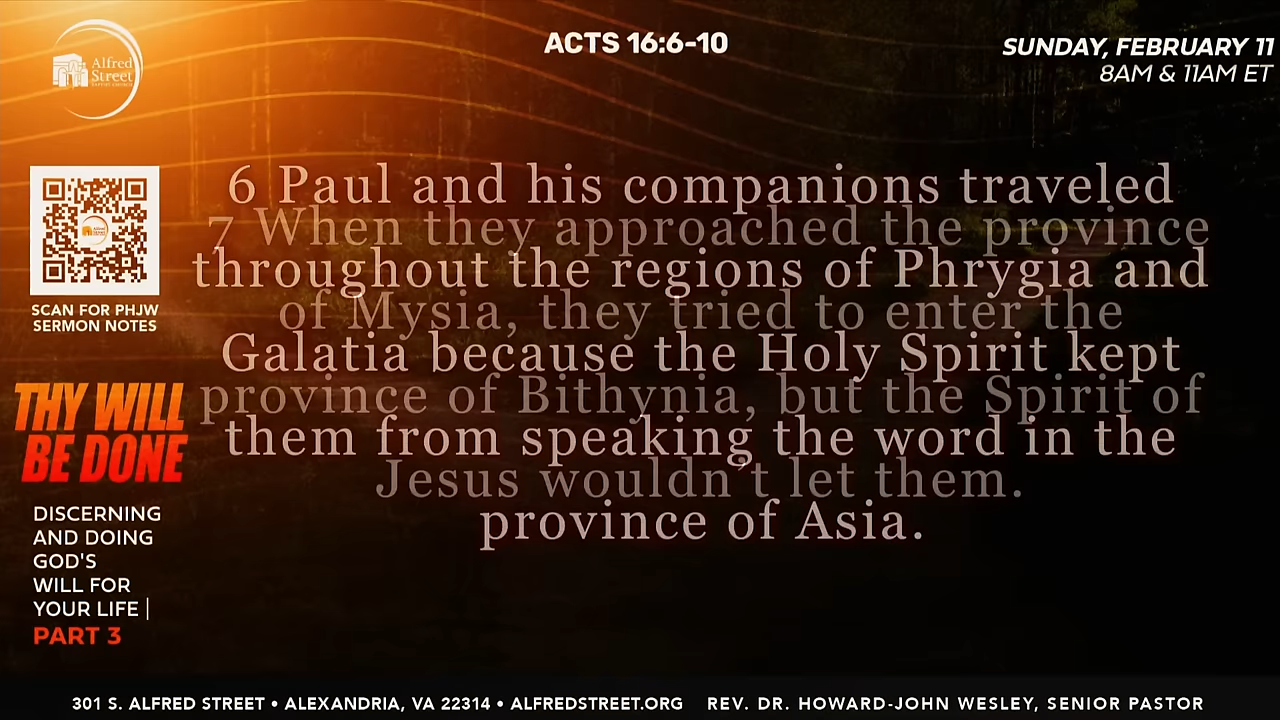 Alfred
Street
BAPTIST CHURCH
ACTS 16:6-10
SUNDAY, FEBRUARY 11
8AM & 11AM ET
SCAN FOR PHJW
SERMON NOTES
THY WILL
BE DONE
DISCERNING
AND DOING
GOD'S
WILL FOR
YOUR LIFE |
PART 3
6 Paul and his companions traveled
throughout the regions of Phrygia and
Galatia because the Holy Spirit kept
them from speaking the word in the
province of Asia.
7 When they approached the province
of Mysia, they tried to enter the
province of Bithynia, but the Spirit of
Jesus wouldn't let them.
301 S. ALFRED STREET • ALEXANDRIA, VA 22314 • ALFREDSTREET.ORG REV. DR. HOWARD-JOHN WESLEY, SENIOR PASTOR